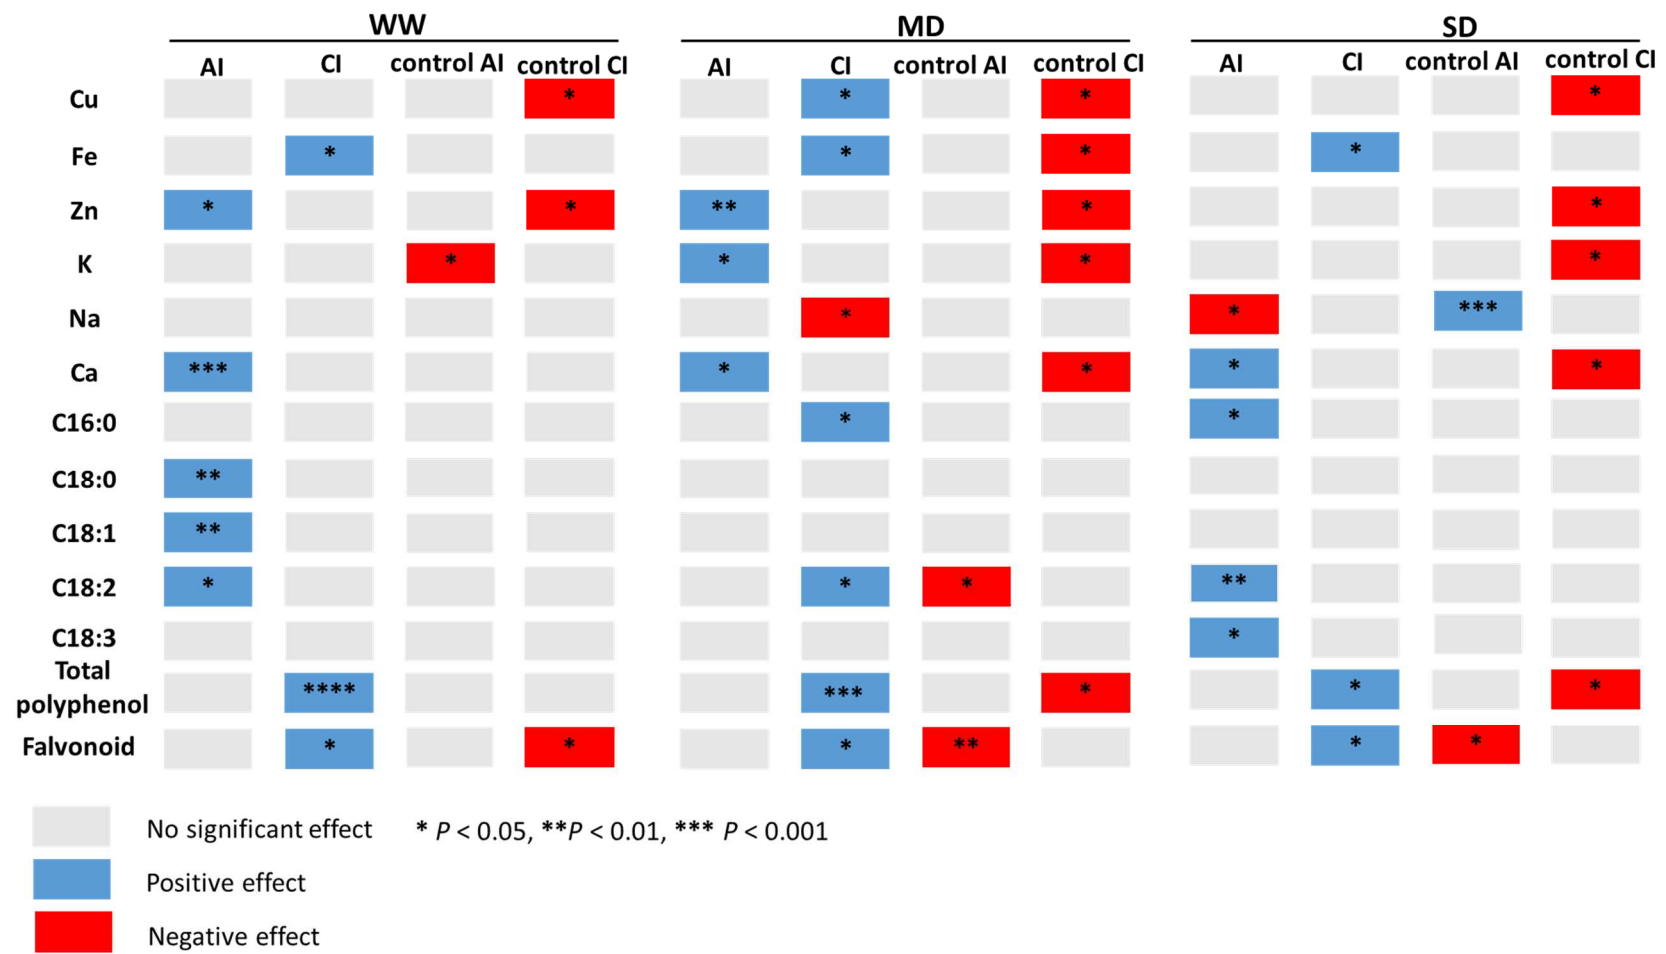 WW MD SD
AI CI control AI control CI AI CI control AI control CI AI CI control AI control CI
Cu * * * *
Fe * * * *
Zn * * ** * *
K * * * *
Na * * ***
Ca *** * * * *
C16:0 * *
C18:0 **
C18:1 **
C18:2 * * * **
C18:3 *
Total
polyphenol **** *** * * *
Falvonoid * * * ** * *
No significant effect * P < 0.05, **P < 0.01, *** P < 0.001
Positive effect
Negative effect